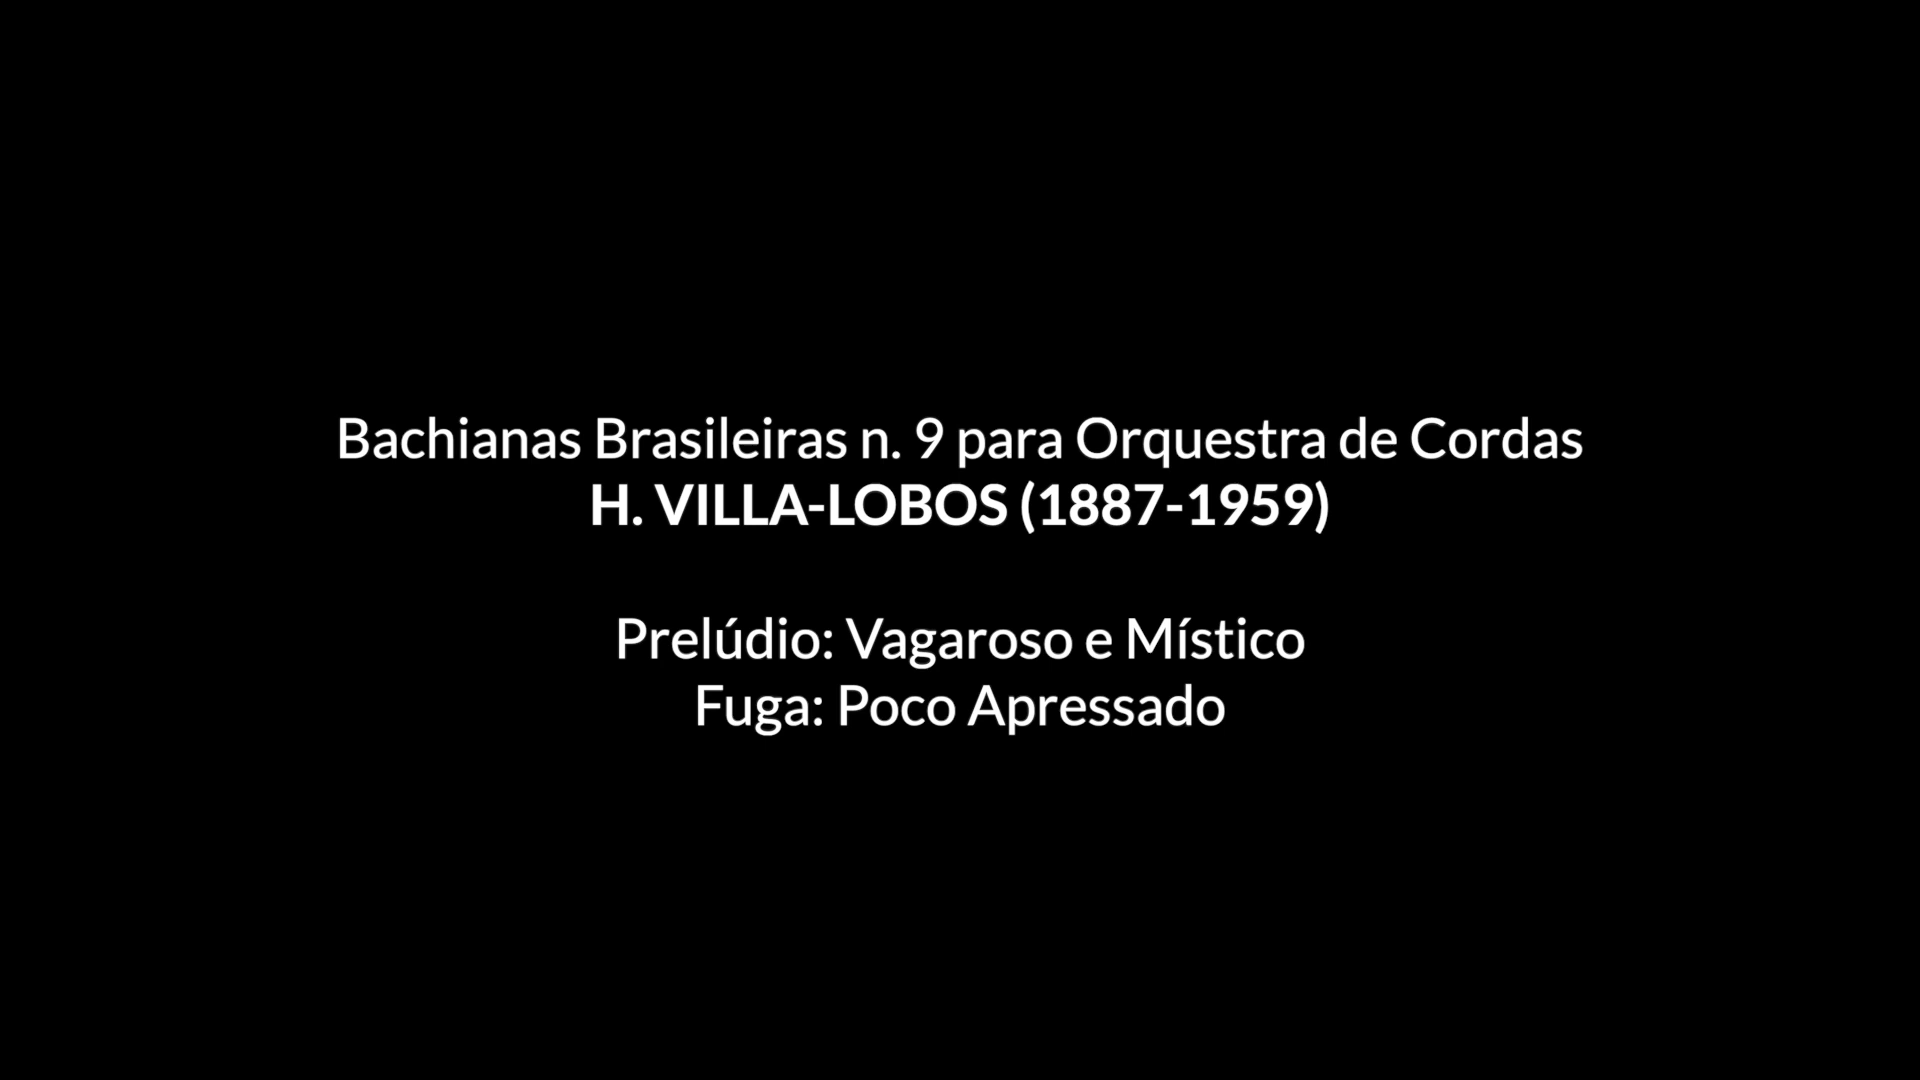 Bachianas Brasileiras n. 9 para Orquestra de Cordas
H. VILLA-LOBOS (1887-1959)
Prelúdio: Vagaroso e Místico
Fuga: Poco Apressado